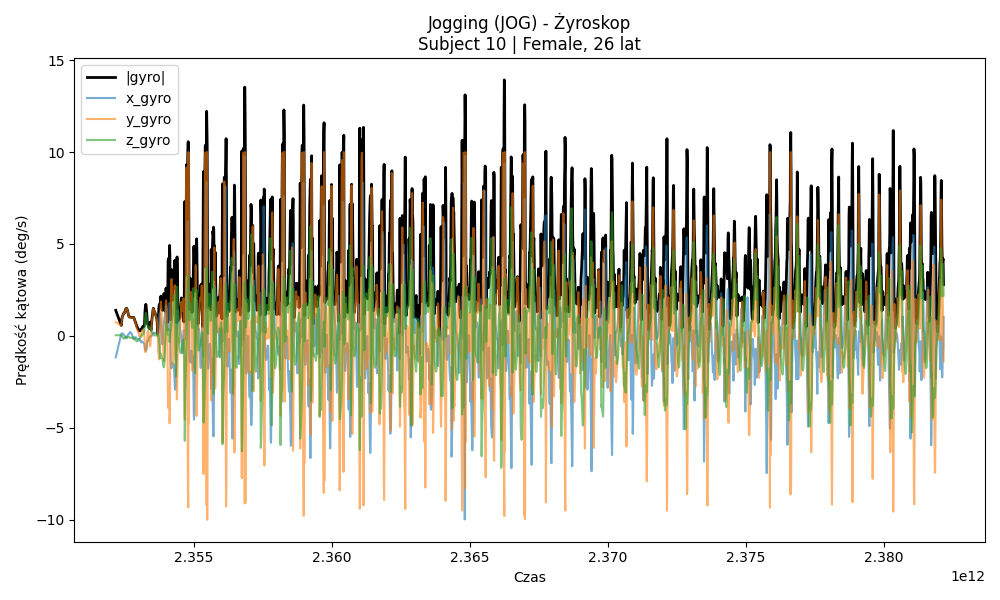 Jogging (JOG) - Żyroskop
Subject 10 | Female, 26 lat
|gyro|
x_gyro
y_gyro
z_gyro
Prędkość kątowa (deg/s)
15
10
5
0
−5
−10
2.355 2.360 2.365 2.370 2.375 2.380
1e12
Czas